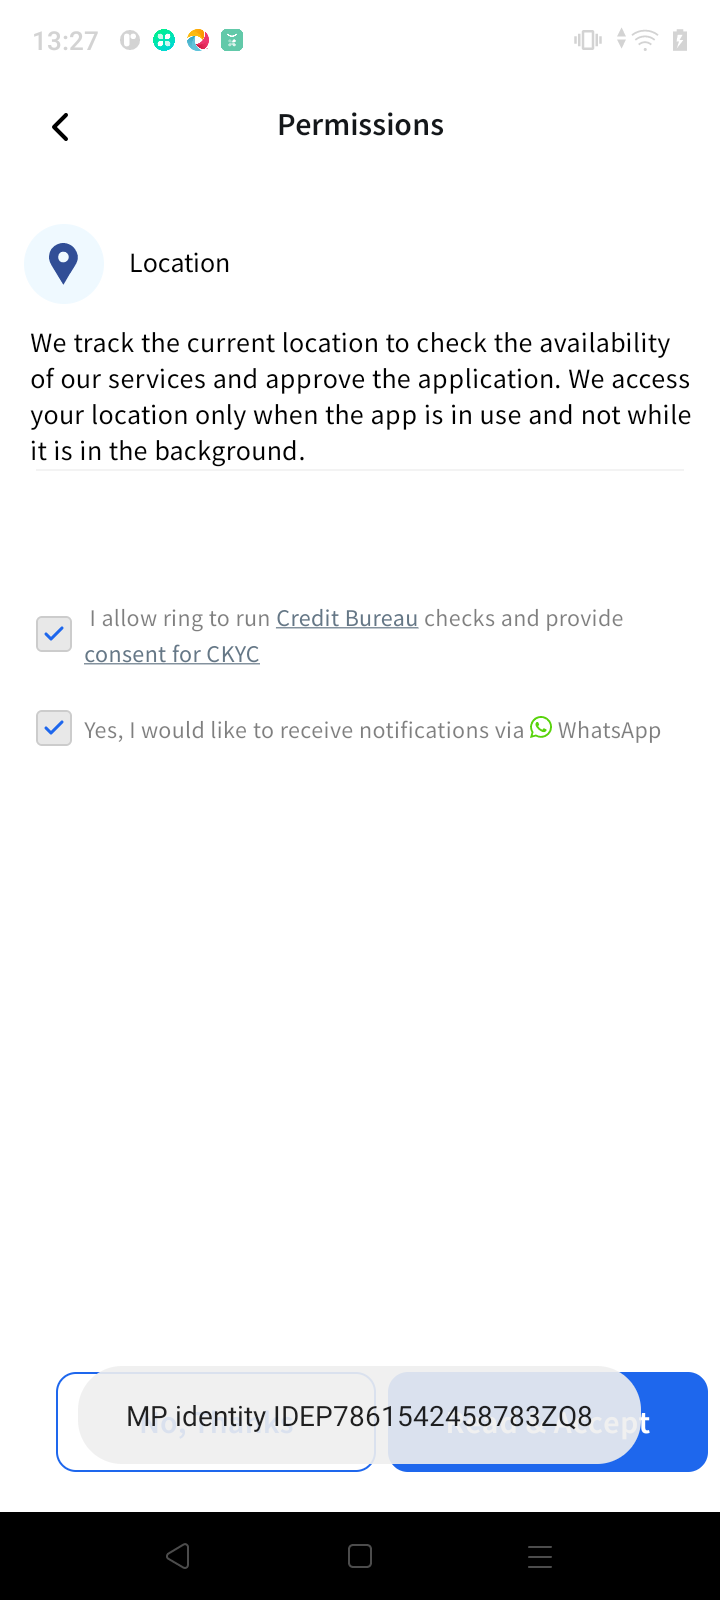 13:27
Permissions
Location
We track the current location to check the availability
of our services and approve the application. We access
your location only when the app is in use and not while
it is in the background.
I allow ring to run Credit Bureau checks and provide
consent for CKYC
Yes, I would like to receive notifications via WhatsApp
No, Thanks
Read & Accept
MP identity IDEP7861542458783ZQ8